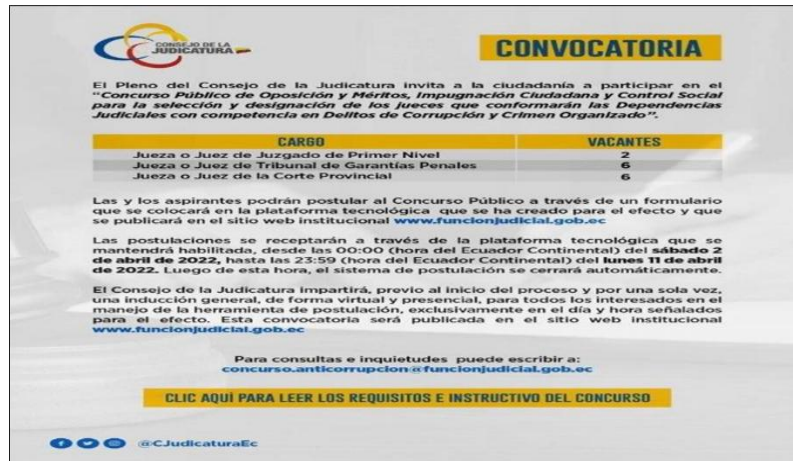 CONSEJO DE LA
JUDICATURA
CONVOCATORIA
El Pleno del Consejo de la Judicatura invita a la ciudadanía a participar en el
"Concurso Público de Oposición y Méritos, Impugnación Ciudadana y Control Social
para la selección y designación de los jueces que conformarán las Dependencias
Judiciales con competencia en Delitos de Corrupción y Crimen Organizado".
CARGO VACANTES
Jueza o Juez de Juzgado de Primer Nivel 2
Jueza o Juez de Tribunal de Garantías Penales 6
Jueza o Juez de la Corte Provincial 6
Las y los aspirantes podrán postular al Concurso Público a través de un formulario
que se colocará en la plataforma tecnológica que se ha creado para el efecto y que
se publicará en el sitio web institucional www.funcionjudicial.gob.ec
Las postulaciones se receptarán a través de la plataforma tecnológica que se
mantendrá habilitada, desde las 00:00 (hora del Ecuador Continental) del sábado 2
de abril de 2022, hasta las 23:59 (hora del Ecuador Continental) del lunes 11 de abril
de 2022. Luego de esta hora, el sistema de postulación se cerrará automáticamente.
El Consejo de la Judicatura impartirá, previo al inicio del proceso y por una sola vez,
una inducción general, de forma virtual y presencial, para todos los interesados en el
manejo de la herramienta de postulación, exclusivamente en el día y hora señalados
para el efecto. Esta convocatoria será publicada en el sitio web institucional
www.funcionjudicial.gob.ec
Para consultas e inquietudes puede escribir a:
concurso.anticorrupcion@funcionjudicial.gob.ec
CLIC AQUÍ PARA LEER LOS REQUISITOS E INSTRUCTIVO DEL CONCURSO
@CJudicaturaEc